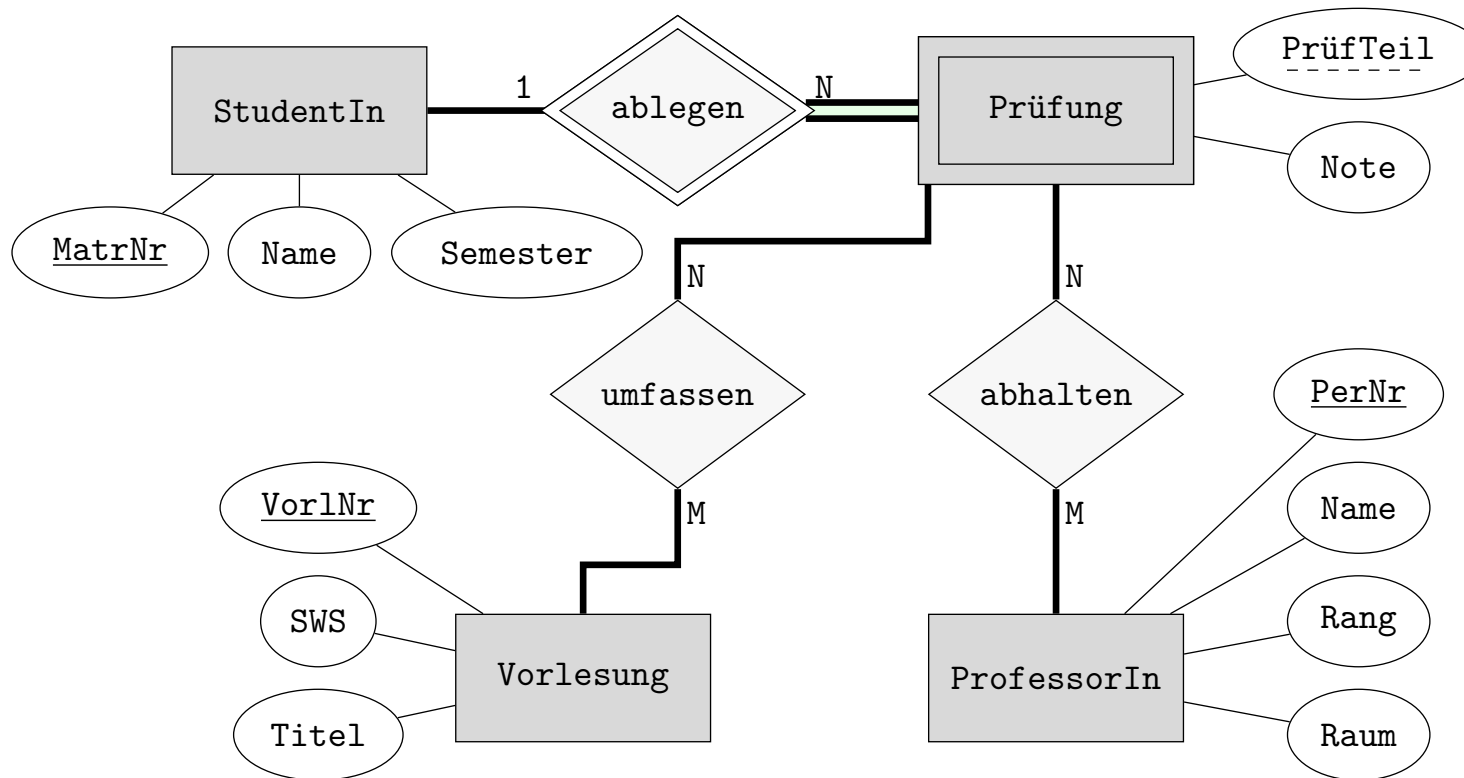 PrüfTeil
1
N
StudentIn
ablegen
Prüfung
Note
MatrNr
Name
Semester
N
N
umfassen
abhalten
PerNr
VorlNr
M
M
Name
SWS
Rang
Vorlesung
ProfessorIn
Titel
Raum